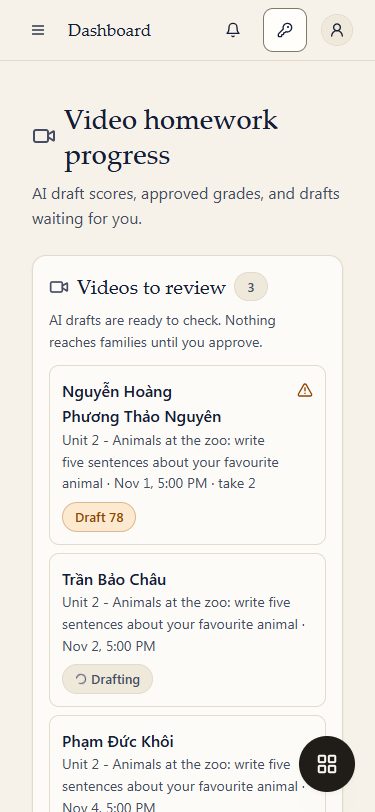 Dashboard
Video homework
progress
AI draft scores, approved grades, and drafts
waiting for you.
Videos to review 3
AI drafts are ready to check. Nothing
reaches families until you approve.
Nguyễn Hoàng
Phương Thảo Nguyên
Unit 2 - Animals at the zoo: write
five sentences about your favourite
animal · Nov 1, 5:00 PM · take 2
Draft 78
Trần Bảo Châu
Unit 2 - Animals at the zoo: write five
sentences about your favourite animal ·
Nov 2, 5:00 PM
Drafting
Phạm Đức Khôi
Unit 2 - Animals at the zoo: write five
sentences about your favourite animal ·
Nov 4, 5:00 PM